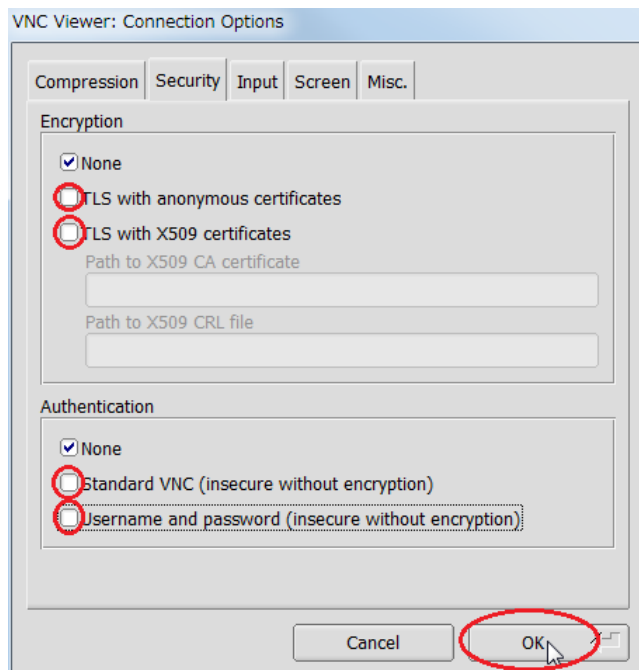 VNC Viewer: Connection Options
Compression Security Input Screen Misc.
Encryption
None
TLS with anonymous certificates
TLS with X509 certificates
Path to X509 CA certificate
Path to X509 CRL file
Authentication
None
Standard VNC (insecure without encryption)
Username and password (insecure without encryption)
Cancel OK